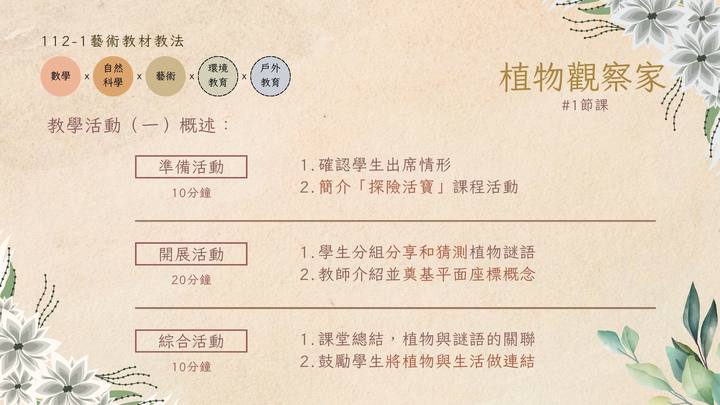 112-1藝術教材教法
數學 x 自然科學 x 藝術 x 環境教育 x 戶外教育
植物觀察家
#1節課
教學活動（一）概述：
準備活動
10分鐘
1.確認學生出席情形
2.簡介「探險活寶」課程活動
開展活動
20分鐘
1.學生分組分享和猜測植物謎語
2.教師介紹並奠基平面座標概念
綜合活動
10分鐘
1.課堂總結，植物與謎語的關聯
2.鼓勵學生將植物與生活做連結